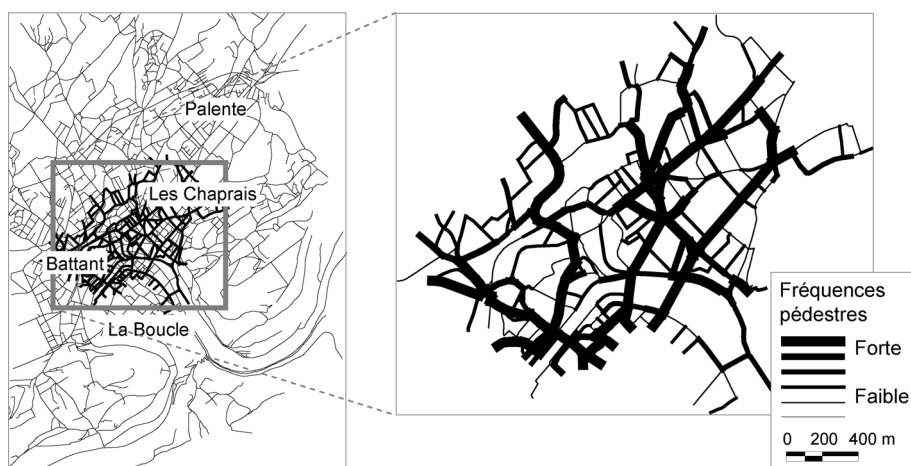 Palente
Les Chaprais
Battant
La Boucle
Fréquences
pédestres
Forte
Faible
0 200 400 m